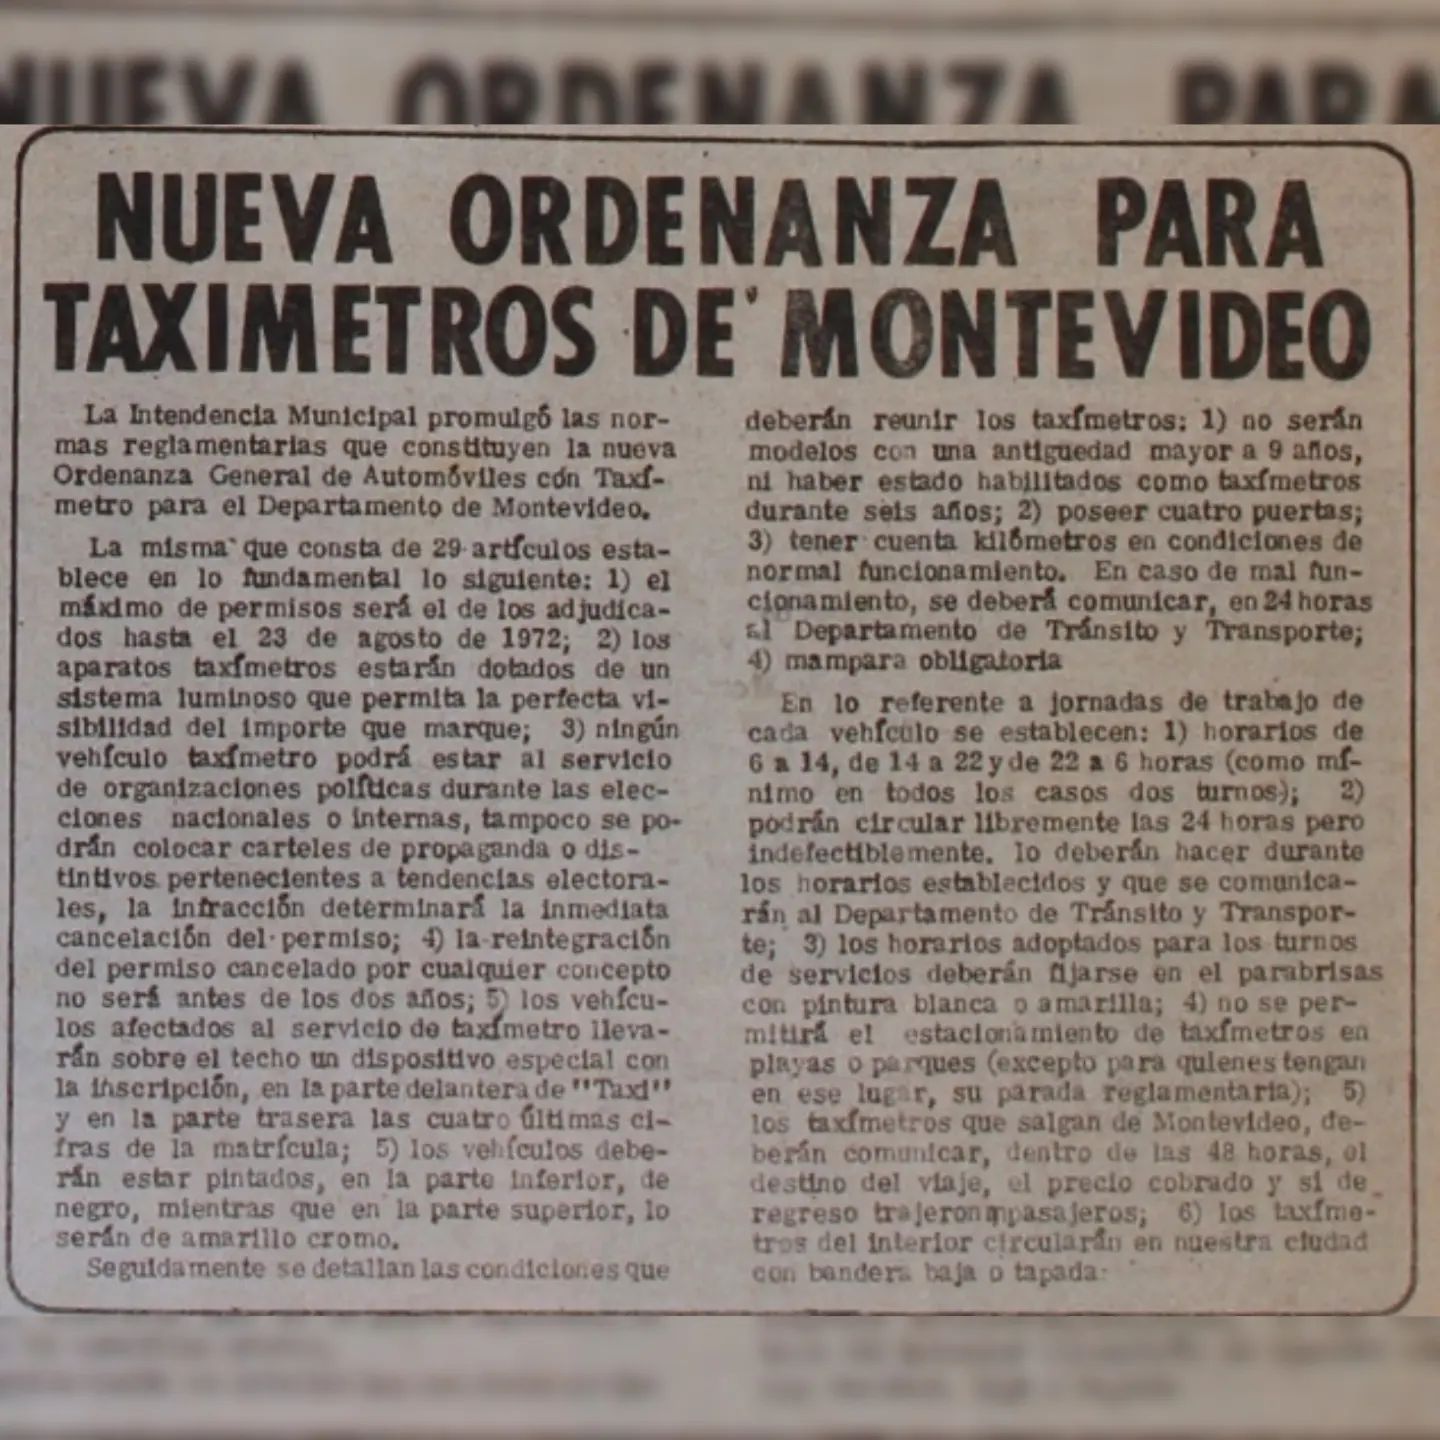 NUEVA ORDENANZA PARA
TAXIMETROS DE MONTEVIDEO
La Intendencia Municipal promulgó las nor-
mas reglamentarias que constituyen la nueva
Ordenanza General de Automóviles con Taxí-
metro para el Departamento de Montevideo.
La misma que consta de 29 artículos esta-
blece en lo fundamental lo siguiente: 1) el
máximo de permisos será el de los adjudica-
dos hasta el 23 de agosto de 1972; 2) los
aparatos taxímetros estarán dotados de un
sistema luminoso que permita la perfecta vi-
sibilidad del importe que marque; 3) ningún
vehículo taxímetro podrá estar al servicio
de organizaciones políticas durante las elec-
ciones nacionales o internas, tampoco se po-
drán colocar carteles de propaganda o dis-
tintivos pertenecientes a tendencias electora-
les, la infracción determinará la inmediata
cancelación del permiso; 4) la reintegración
del permiso cancelado por cualquier concepto
no será antes de los dos años; 5) los vehícu-
los afectados al servicio de taxímetro lleva-
rán sobre el techo un dispositivo especial con
la inscripción, en la parte delantera de "Taxi"
y en la parte trasera las cuatro últimas ci-
fras de la matrícula; 5) los vehículos debe-
rán estar pintados, en la parte inferior, de
negro, mientras que en la parte superior, lo
serán de amarillo cromo.
Seguidamente se detallan las condiciones que
deberán reunir los taxímetros: 1) no serán
modelos con una antiguedad mayor a 9 años,
ni haber estado habilitados como taxímetros
durante seis años; 2) poseer cuatro puertas;
3) tener cuenta kilómetros en condiciones de
normal funcionamiento. En caso de mal fun-
cionamiento, se deberá comunicar, en 24 horas
al Departamento de Tránsito y Transporte;
4) mampara obligatoria
En lo referente a jornadas de trabajo de
cada vehículo se establecen: 1) horarios de
6 a 14, de 14 a 22 y de 22 a 6 horas (como mí-
nimo en todos los casos dos turnos); 2)
podrán circular libremente las 24 horas pero
indefectiblemente. lo deberán hacer durante
los horarios establecidos y que se comunica-
rán al Departamento de Tránsito y Transpor-
te; 3) los horarios adoptados para los turnos
de servicios deberán fijarse en el parabrisas
con pintura blanca o amarilla; 4) no se per-
mitirá el estacionamiento de taxímetros en
playas o parques (excepto para quienes tengan
en ese lugar, su parada reglamentaria); 5)
los taxímetros que salgan de Montevideo, de-
berán comunicar, dentro de las 48 horas, el
destino del viaje, el precio cobrado y si de
regreso trajeron pasajeros; 6) los taxíme-
tros del interior circularán en nuestra ciudad
con bandera baja o tapada.